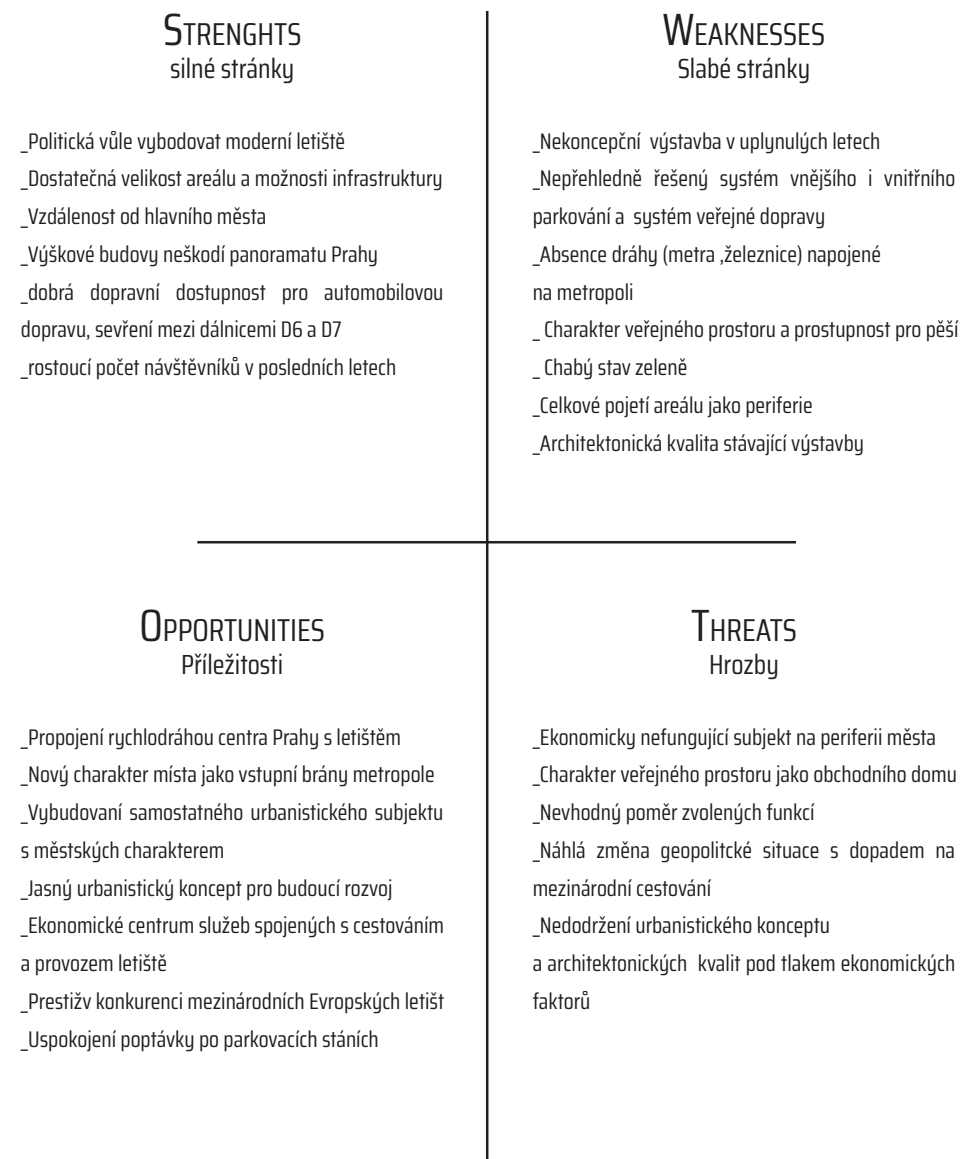 STRENGHTS
silné stránky
_Politická vůle vybodovat moderní letiště
_Dostatečná velikost areálu a možnosti infrastruktury
_Vzdálenost od hlavního města
_Výškové budovy neškodí panoramatu Prahy
_dobrá dopravní dostupnost pro automobilovou
dopravu, sevření mezi dálnicemi D6 a D7
_rostoucí počet návštěvníků v posledních letech
WEAKNESSES
Slabé stránky
_Nekoncepční výstavba v uplynulých letech
_Nepřehledně řešený systém vnějšího i vnitřního
parkování a systém veřejné dopravy
_Absence dráhy (metra ,železnice) napojené
na metropoli
_ Charakter veřejného prostoru a prostupnost pro pěší
_ Chabý stav zeleně
_Celkové pojetí areálu jako periferie
_Architektonická kvalita stávající výstavby
OPPORTUNITIES
Příležitosti
_Propojení rychlodráhou centra Prahy s letištěm
_Nový charakter místa jako vstupní brány metropole
_Vybudovaní samostatného urbanistického subjektu
s městských charakterem
_Jasný urbanistický koncept pro budoucí rozvoj
_Ekonomické centrum služeb spojených s cestováním
a provozem letiště
_Prestižv konkurenci mezinárodních Evropských letišt
_Uspokojení poptávky po parkovacích stáních
THREATS
Hrozby
_Ekonomicky nefungující subjekt na periferii města
_Charakter veřejného prostoru jako obchodního domu
_Nevhodný poměr zvolených funkcí
_Náhlá změna geopolitcké situace s dopadem na
mezinárodní cestování
_Nedodržení urbanistického konceptu
a architektonických kvalit pod tlakem ekonomických
faktorů